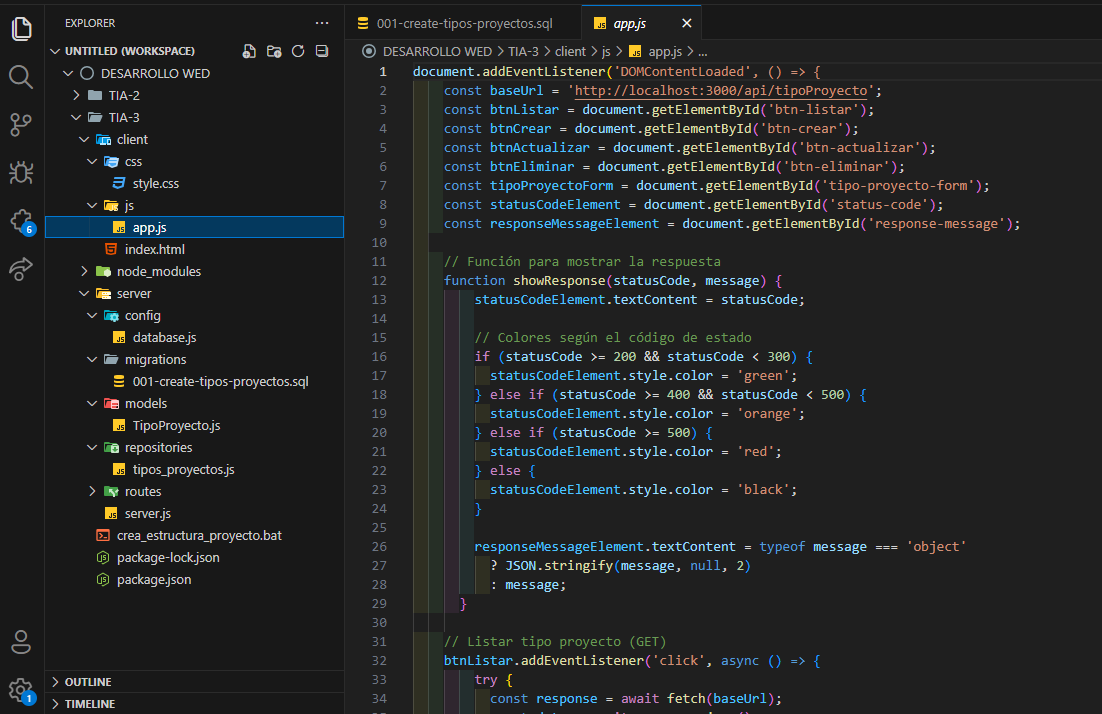 EXPLORER
UNTITLED (WORKSPACE)
DESARROLLO WED
TIA-2
TIA-3
client
css
style.css
js
app.js
index.html
node_modules
server
config
database.js
migrations
001-create-tipos-proyectos.sql
models
TipoProyecto.js
repositories
tipos_proyectos.js
routes
server.js
crea_estructura_proyecto.bat
package-lock.json
package.json
OUTLINE
TIMELINE
6
1
001-create-tipos-proyectos.sql
app.js
DESARROLLO WED > TIA-3 > client > js > app.js > ...
1 document.addEventListener('DOMContentLoaded', () => {
2 const baseUrl = 'http://localhost:3000/api/tipoProyecto';
3 const btnListar = document.getElementById('btn-listar');
4 const btnCrear = document.getElementById('btn-crear');
5 const btnActualizar = document.getElementById('btn-actualizar');
6 const btnEliminar = document.getElementById('btn-eliminar');
7 const tipoProyectoForm = document.getElementById('tipo-proyecto-form');
8 const statusCodeElement = document.getElementById('status-code');
9 const responseMessageElement = document.getElementById('response-message');
10
11 // Función para mostrar la respuesta
12 function showResponse(statusCode, message) {
13 statusCodeElement.textContent = statusCode;
14
15 // Colores según el código de estado
16 if (statusCode >= 200 && statusCode < 300) {
17 statusCodeElement.style.color = 'green';
18 } else if (statusCode >= 400 && statusCode < 500) {
19 statusCodeElement.style.color = 'orange';
20 } else if (statusCode >= 500) {
21 statusCodeElement.style.color = 'red';
22 } else {
23 statusCodeElement.style.color = 'black';
24 }
25
26 responseMessageElement.textContent = typeof message === 'object'
27 ? JSON.stringify(message, null, 2)
28 : message;
29 }
30
31 // Listar tipo proyecto (GET)
32 btnListar.addEventListener('click', async () => {
33 try {
34 const response = await fetch(baseUrl);